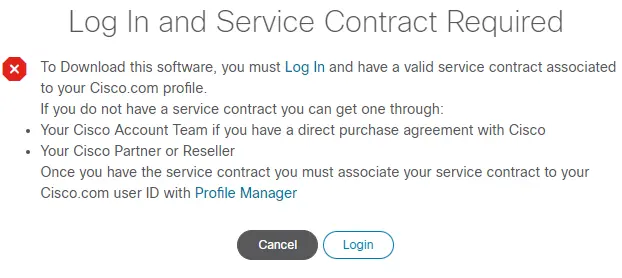 Log In and Service Contract Required
To Download this software, you must Log In and have a valid service contract associated
to your Cisco.com profile.
If you do not have a service contract you can get one through:
• Your Cisco Account Team if you have a direct purchase agreement with Cisco
• Your Cisco Partner or Reseller
Once you have the service contract you must associate your service contract to your
Cisco.com user ID with Profile Manager
Cancel Login